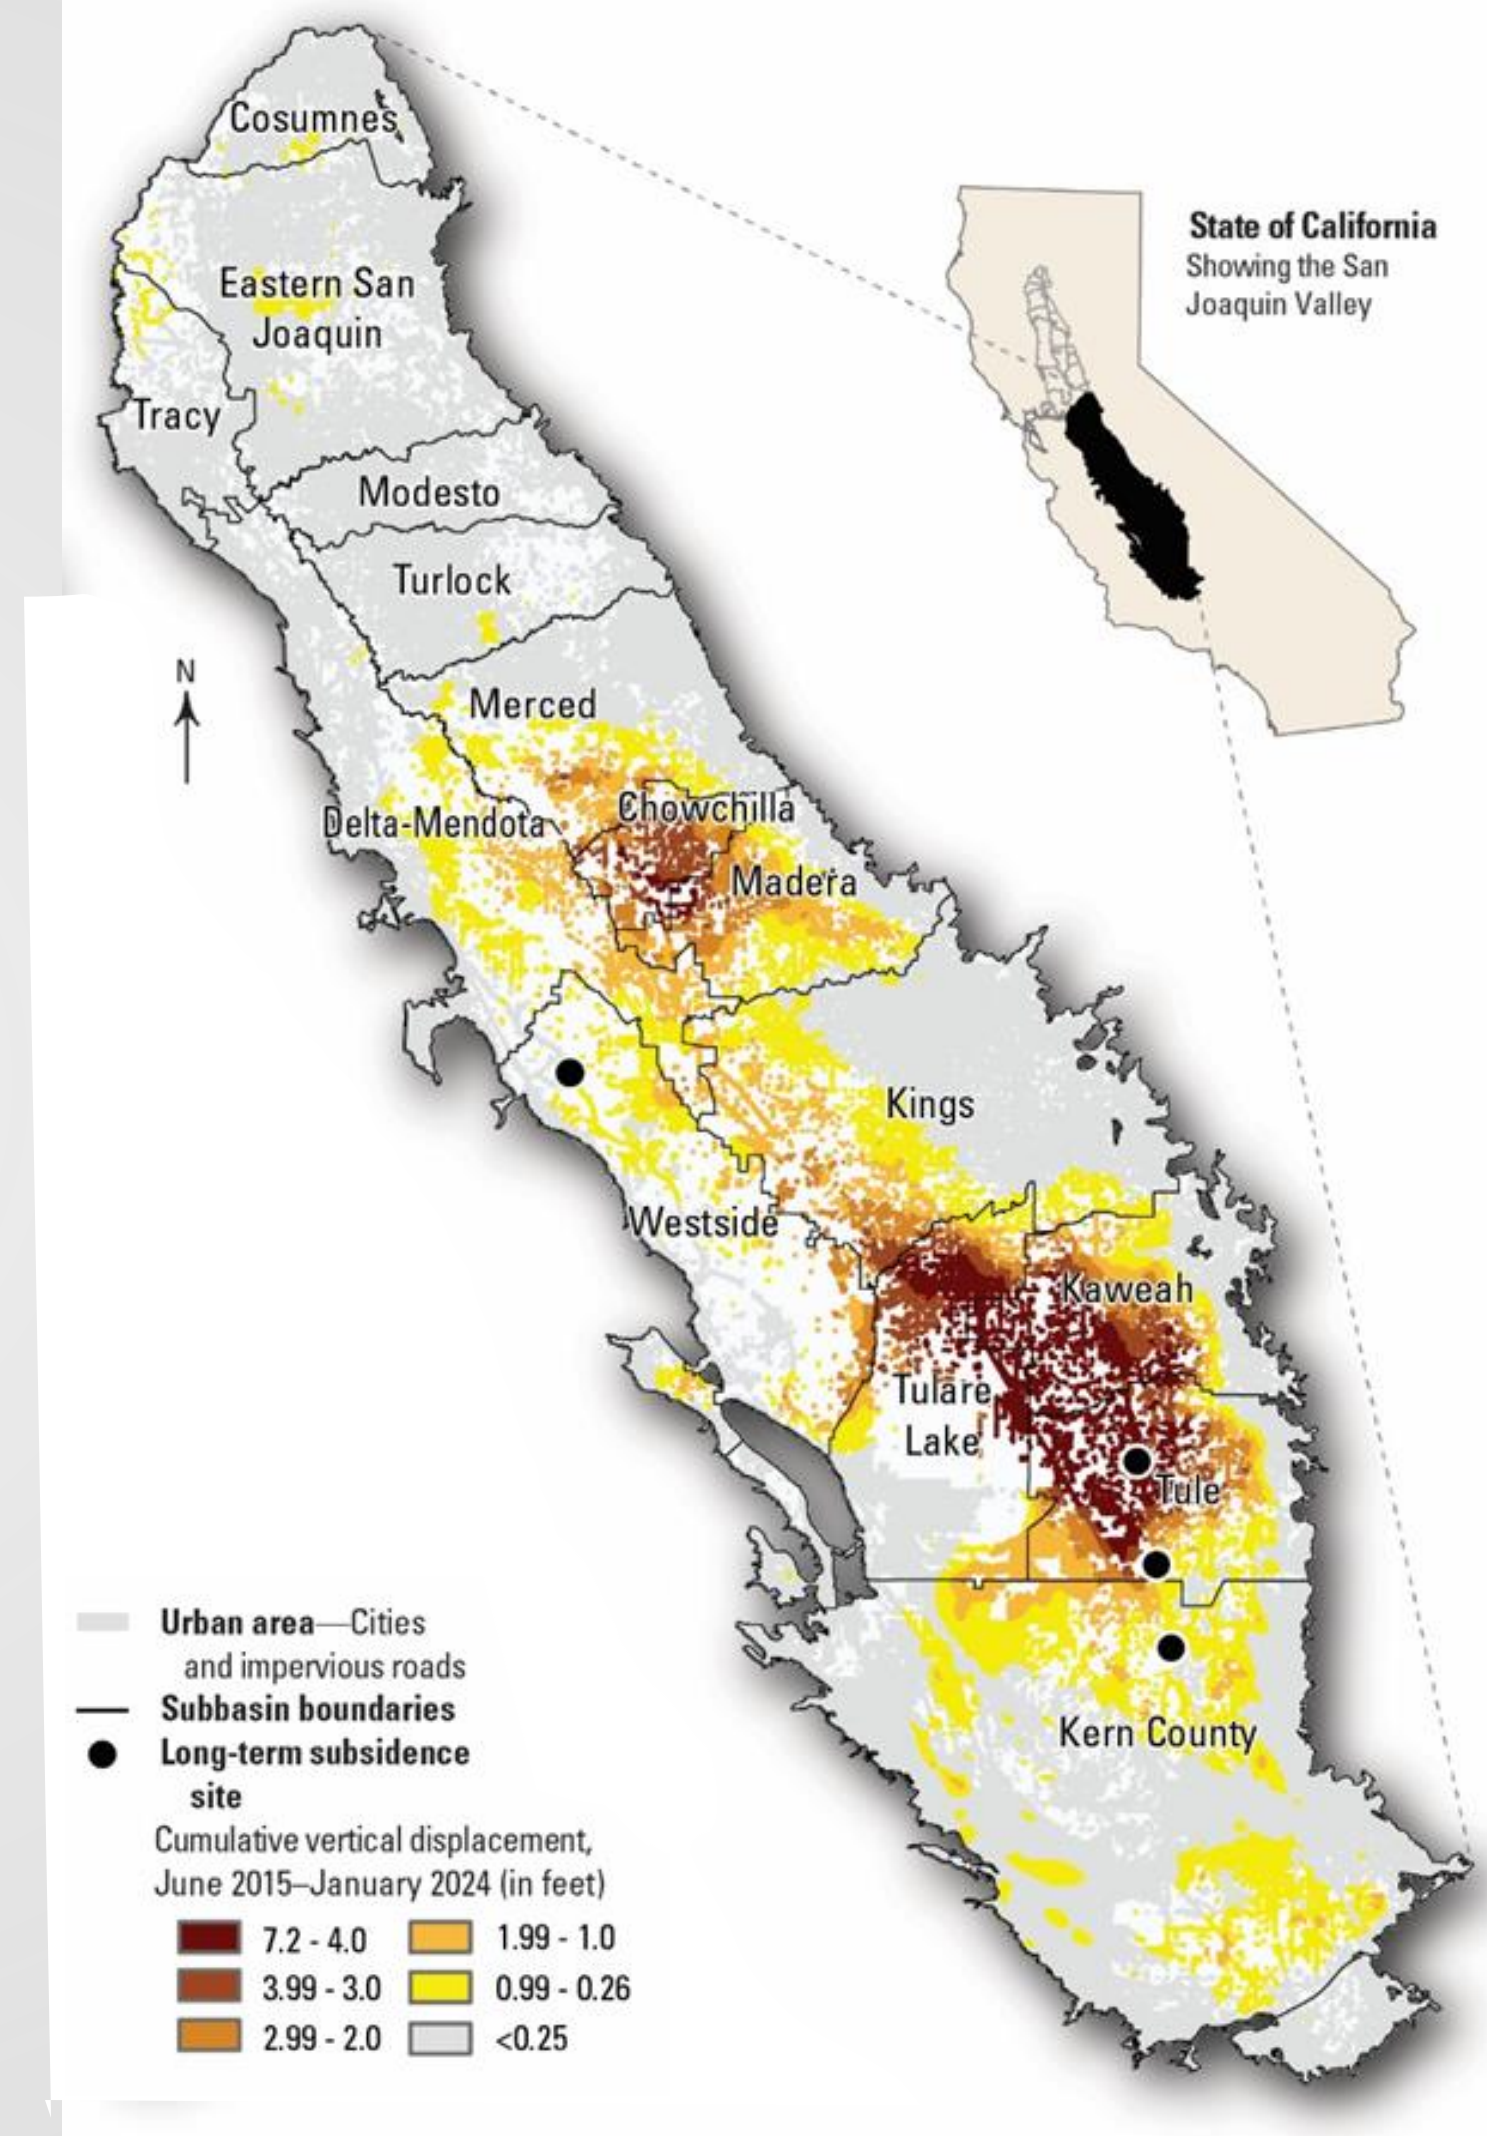 Cosumnes
State of California
Showing the San
Joaquin Valley
Eastern San
Joaquin
Tracy
Modesto
Turlock
N
Merced
Chowchilla
Delta-Mendota
Madera
Kings
Westside
Kaweah
Tulare
Lake
Tule
Kern County
Urban area—Cities
and impervious roads
Subbasin boundaries
Long-term subsidence
site
Cumulative vertical displacement,
June 2015–January 2024 (in feet)
7.2 - 4.0
1.99 - 1.0
3.99 - 3.0
0.99 - 0.26
2.99 - 2.0
<0.25